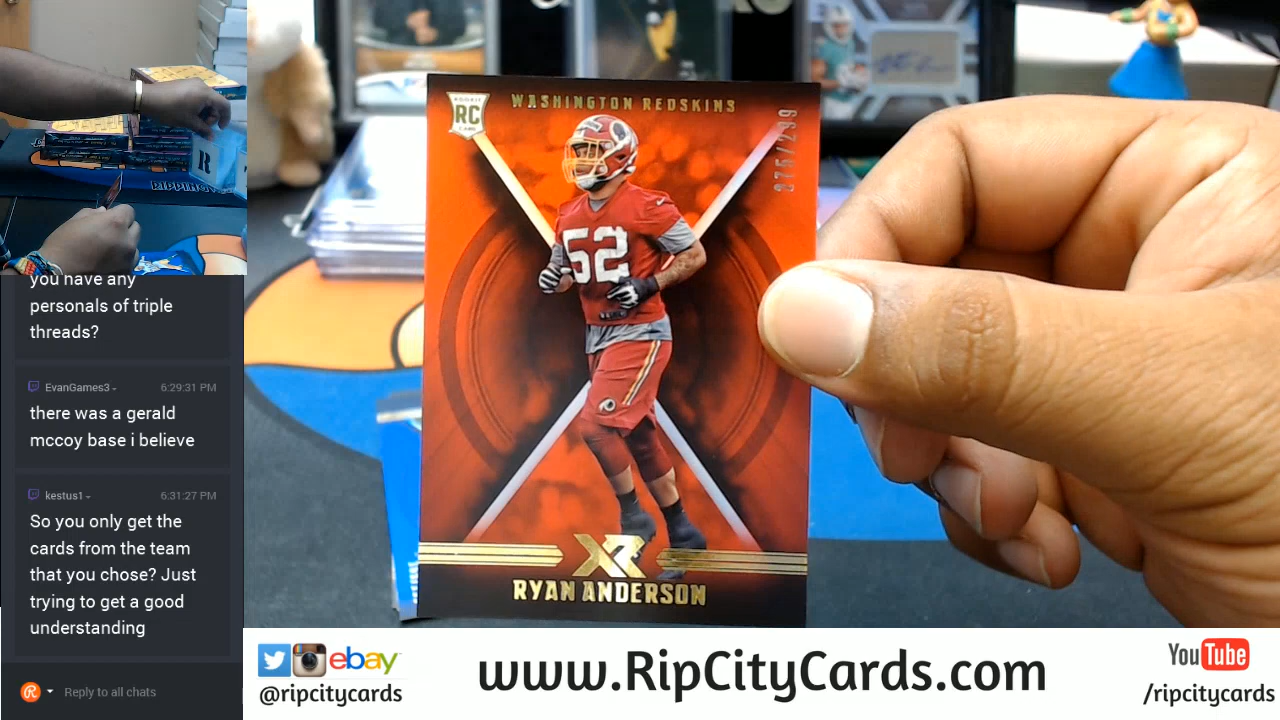 you have any
personals of triple
threads?
EvanGames3
6:29:31 PM
there was a gerald
mccoy base i believe
kestus1
6:31:27 PM
So you only get the
cards from the team
that you chose? Just
trying to get a good
understanding
Reply to all chats
R
ROOKIE
RC
CARD
WASHINGTON REDSKINS
52
XR
RYAN ANDERSON
ebay
@ripcitycards
www.RipCityCards.com
YouTube
/ripcitycards